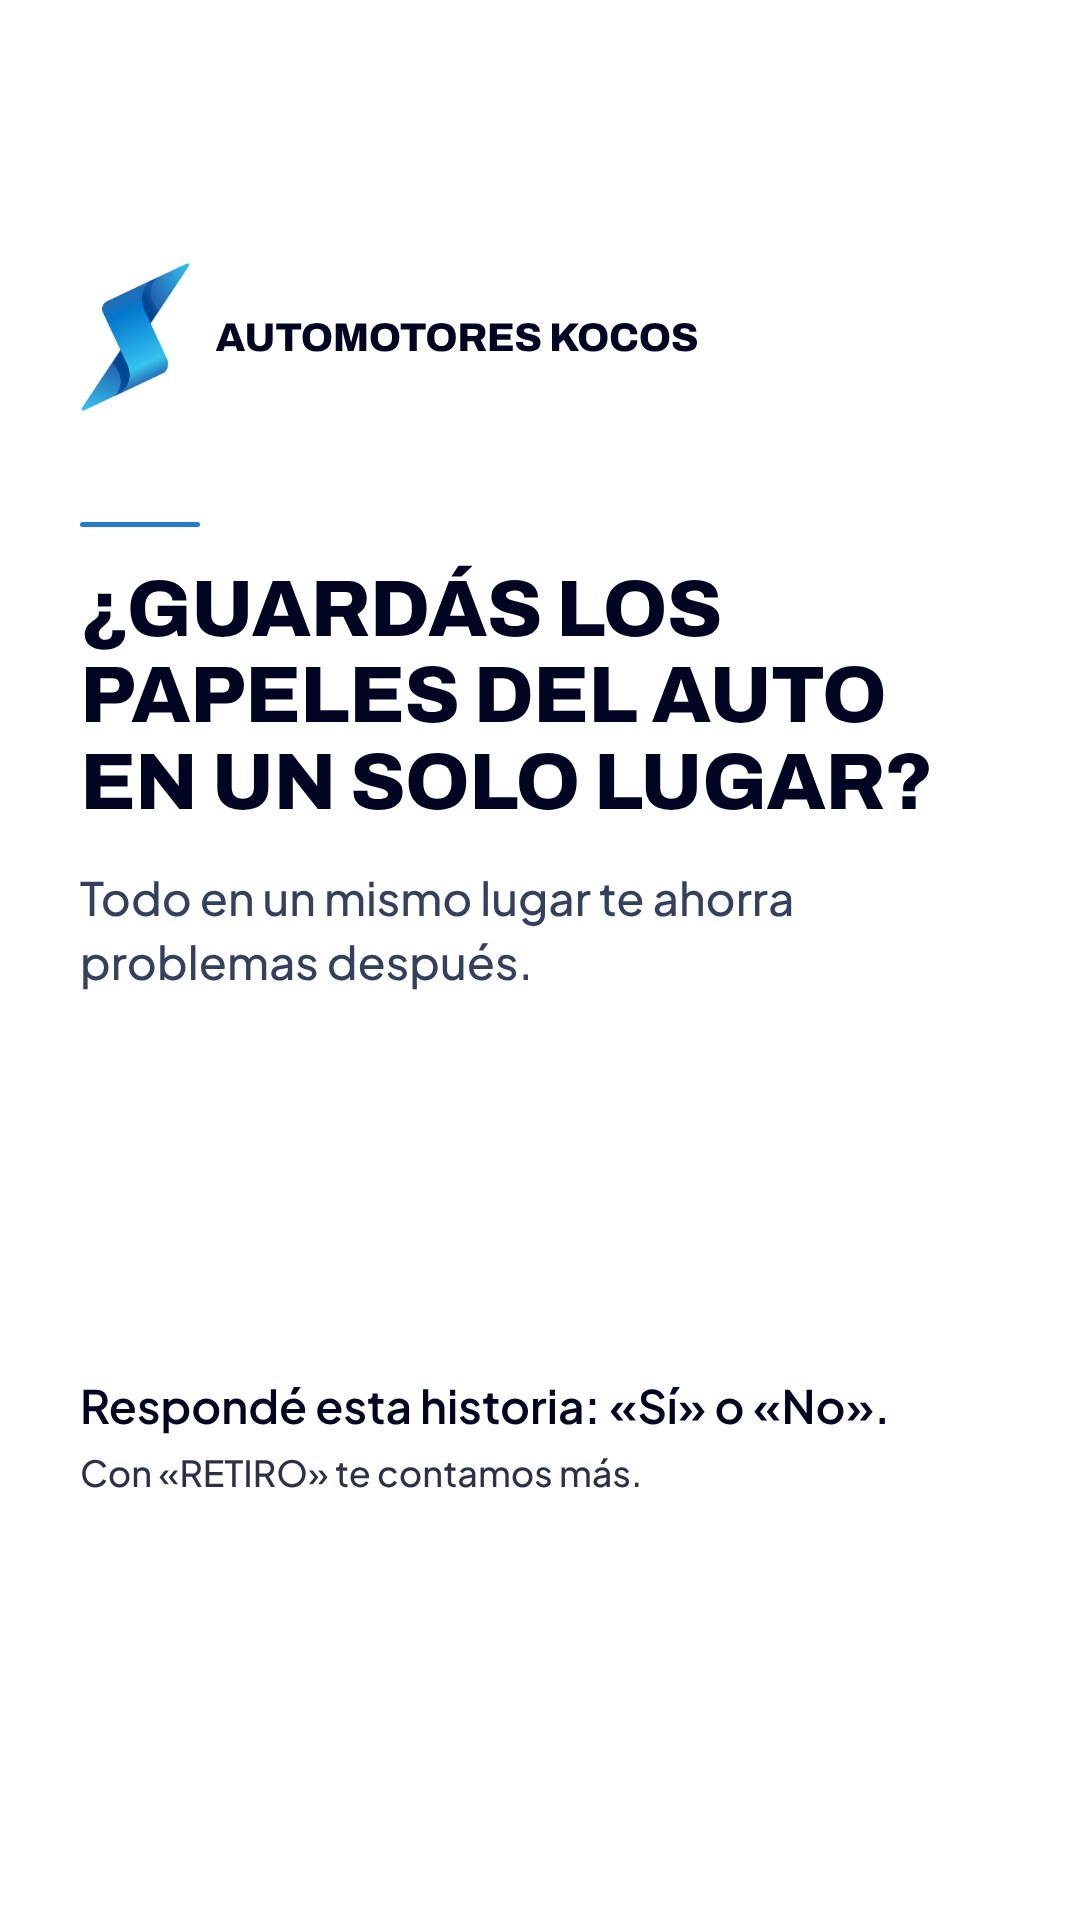 AUTOMOTORES KOCOS
¿GUARDÁS LOS
PAPELES DEL AUTO
EN UN SOLO LUGAR?
Todo en un mismo lugar te ahorra
problemas después.
Respondé esta historia: «Sí» o «No».
Con «RETIRO» te contamos más.